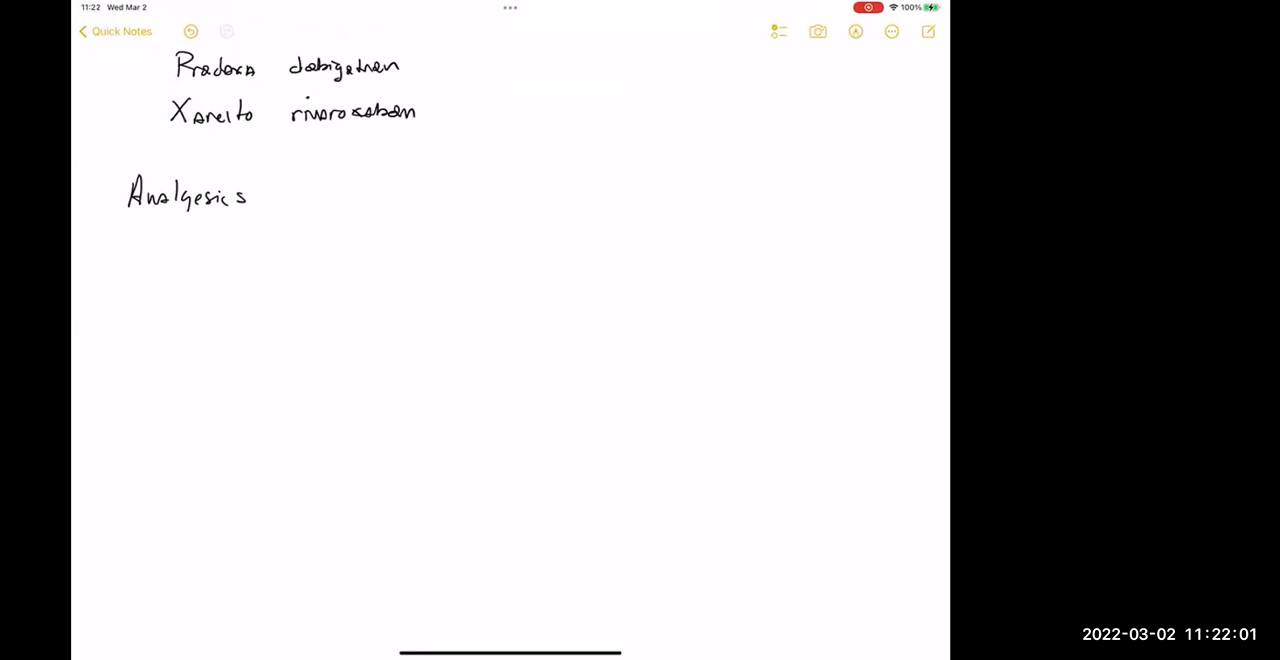 11:22 Wed Mar 2
100%
Quick Notes
Pradaxa dabigatran
Xarelto rivaroxaban
Analgesics
2022-03-02 11:22:01